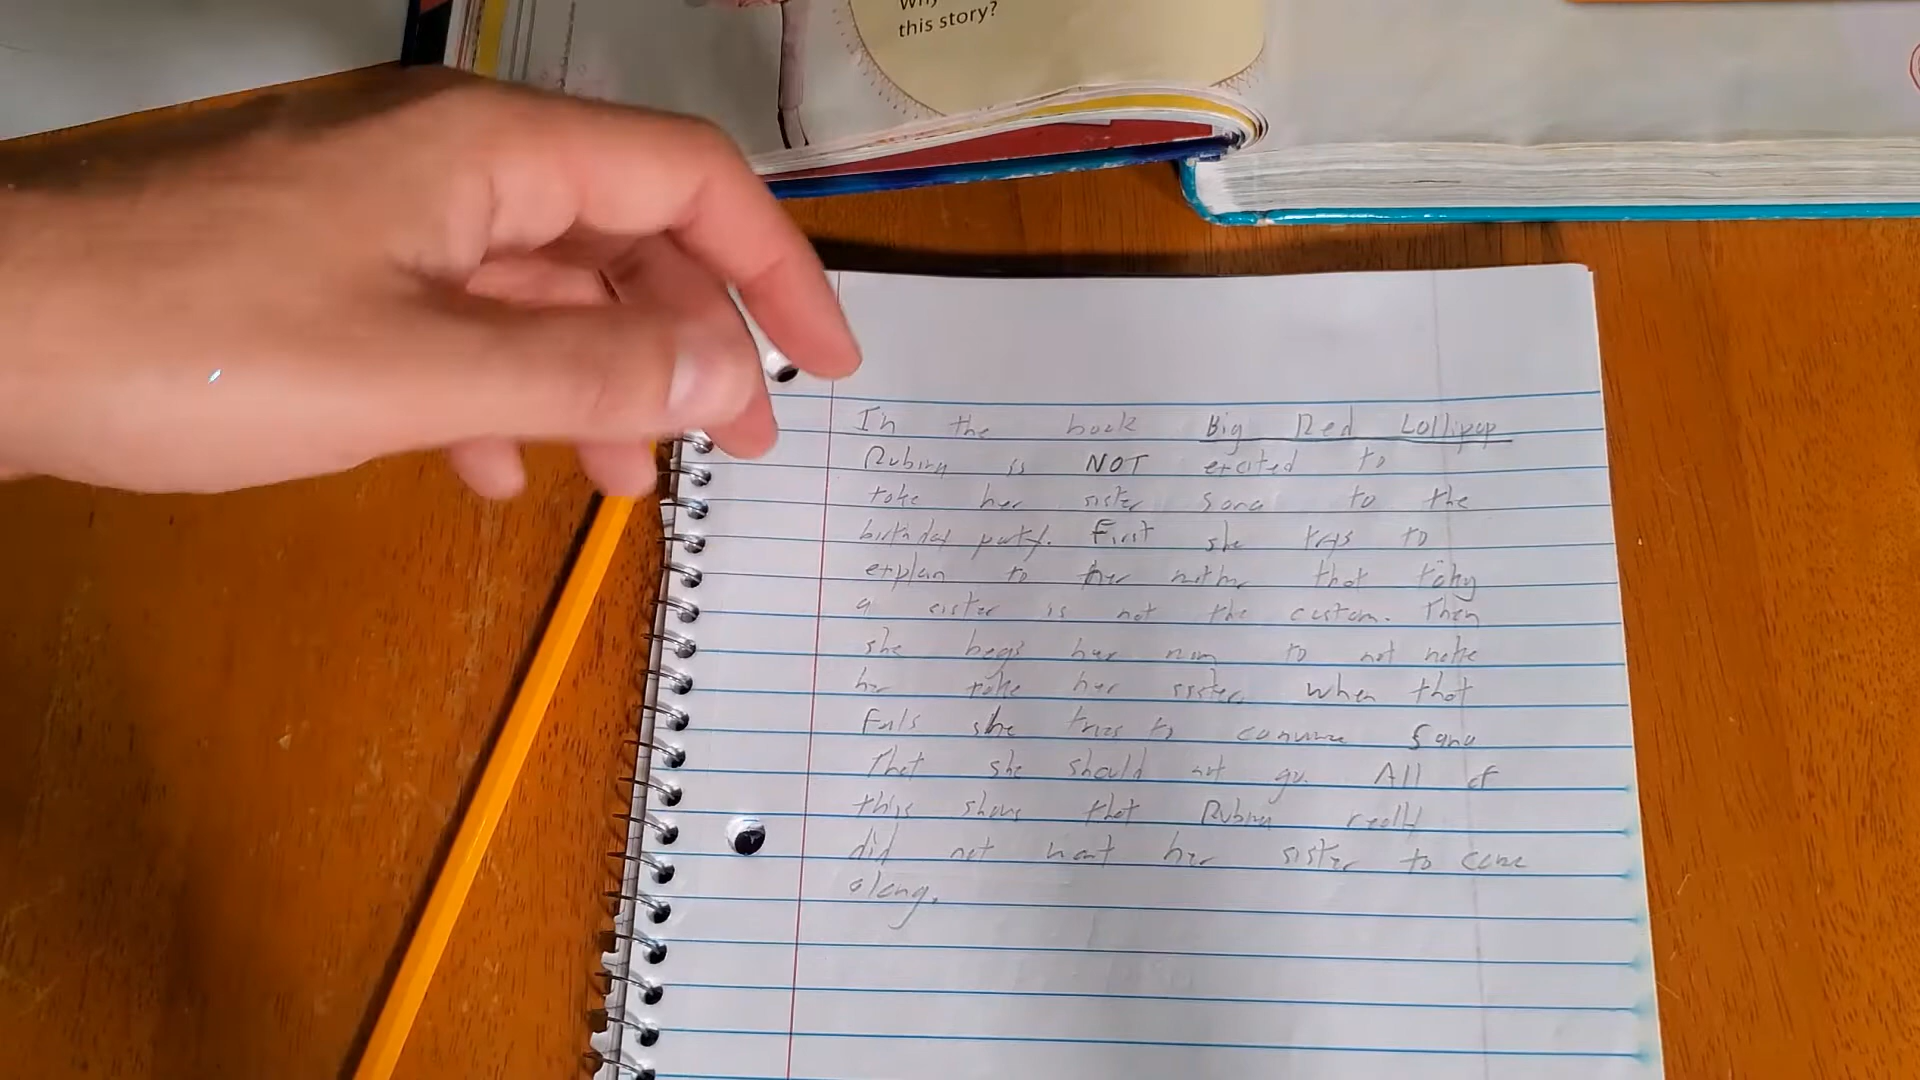 this story?
In the book Big Red Lollipop
Rubina is NOT excited to
take her sister Sana to the
birthday party. First she trys to
explan to her mother that taking
a sister is not the custom. Then
she begs her mom to not make
her take her sister. When that
fails she tries to convince Sana
That she should not go. All of
this shows that Rubina really
did not want her sister to come
along.